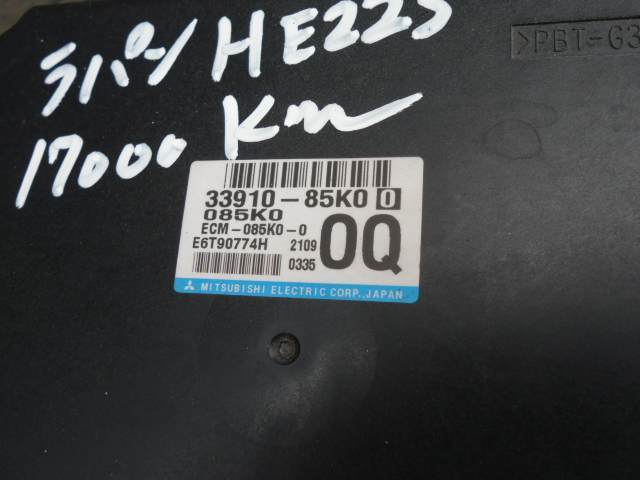 ラパン HE22S
17000 Km
>PBT-G3
33910-85K0 0
085K0
ECM-085K0-0
E6T90774H 2109
0335
0Q
MITSUBISHI ELECTRIC CORP., JAPAN